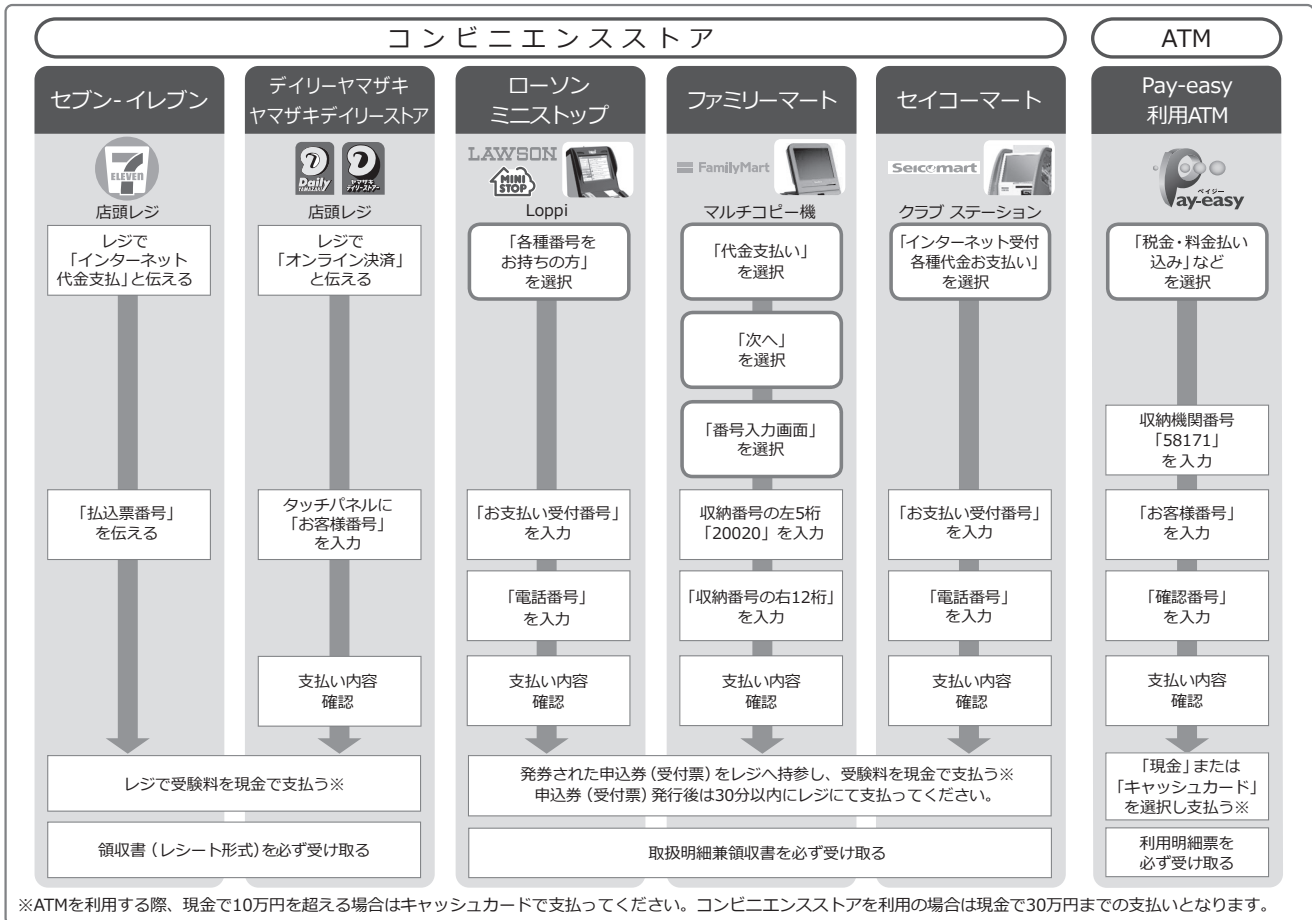 コンビニエンスストア
ATM
セブン-イレブン
7
ELEVEN
店頭レジ
レジで
「インターネット
代金支払」と伝える
「払込票番号」
を伝える
デイリーヤマザキ
ヤマザキデイリーストア
Daily
YAMAZAKI
ヤマザキ
デイリーストアー
店頭レジ
レジで
「オンライン決済」
と伝える
タッチパネルに
「お客様番号」
を入力
支払い内容
確認
レジで受験料を現金で支払う※
領収書（レシート形式）を必ず受け取る
ローソン
ミニストップ
LAWSON
MINI
STOP
Loppi
「各種番号を
お持ちの方」
を選択
「お支払い受付番号」
を入力
「電話番号」
を入力
支払い内容
確認
ファミリーマート
FamilyMart
マルチコピー機
「代金支払い」
を選択
「次へ」
を選択
「番号入力画面」
を選択
収納番号の左5桁
「20020」を入力
「収納番号の右12桁」
を入力
支払い内容
確認
セイコーマート
Seicomart
クラブ ステーション
「インターネット受付
各種代金お支払い」
を選択
「お支払い受付番号」
を入力
「電話番号」
を入力
支払い内容
確認
発券された申込券（受付票）をレジへ持参し、受験料を現金で支払う※
申込券（受付票）発行後は30分以内にレジにて支払ってください。
取扱明細兼領収書を必ず受け取る
Pay-easy
利用ATM
ペイジー
Pay-easy
「税金・料金払い
込み」など
を選択
収納機関番号
「58171」
を入力
「お客様番号」
を入力
「確認番号」
を入力
支払い内容
確認
「現金」または
「キャッシュカード」
を選択し支払う※
利用明細票を
必ず受け取る
※ATMを利用する際、現金で10万円を超える場合はキャッシュカードで支払ってください。コンビニエンスストアを利用の場合は現金で30万円までの支払いとなります。